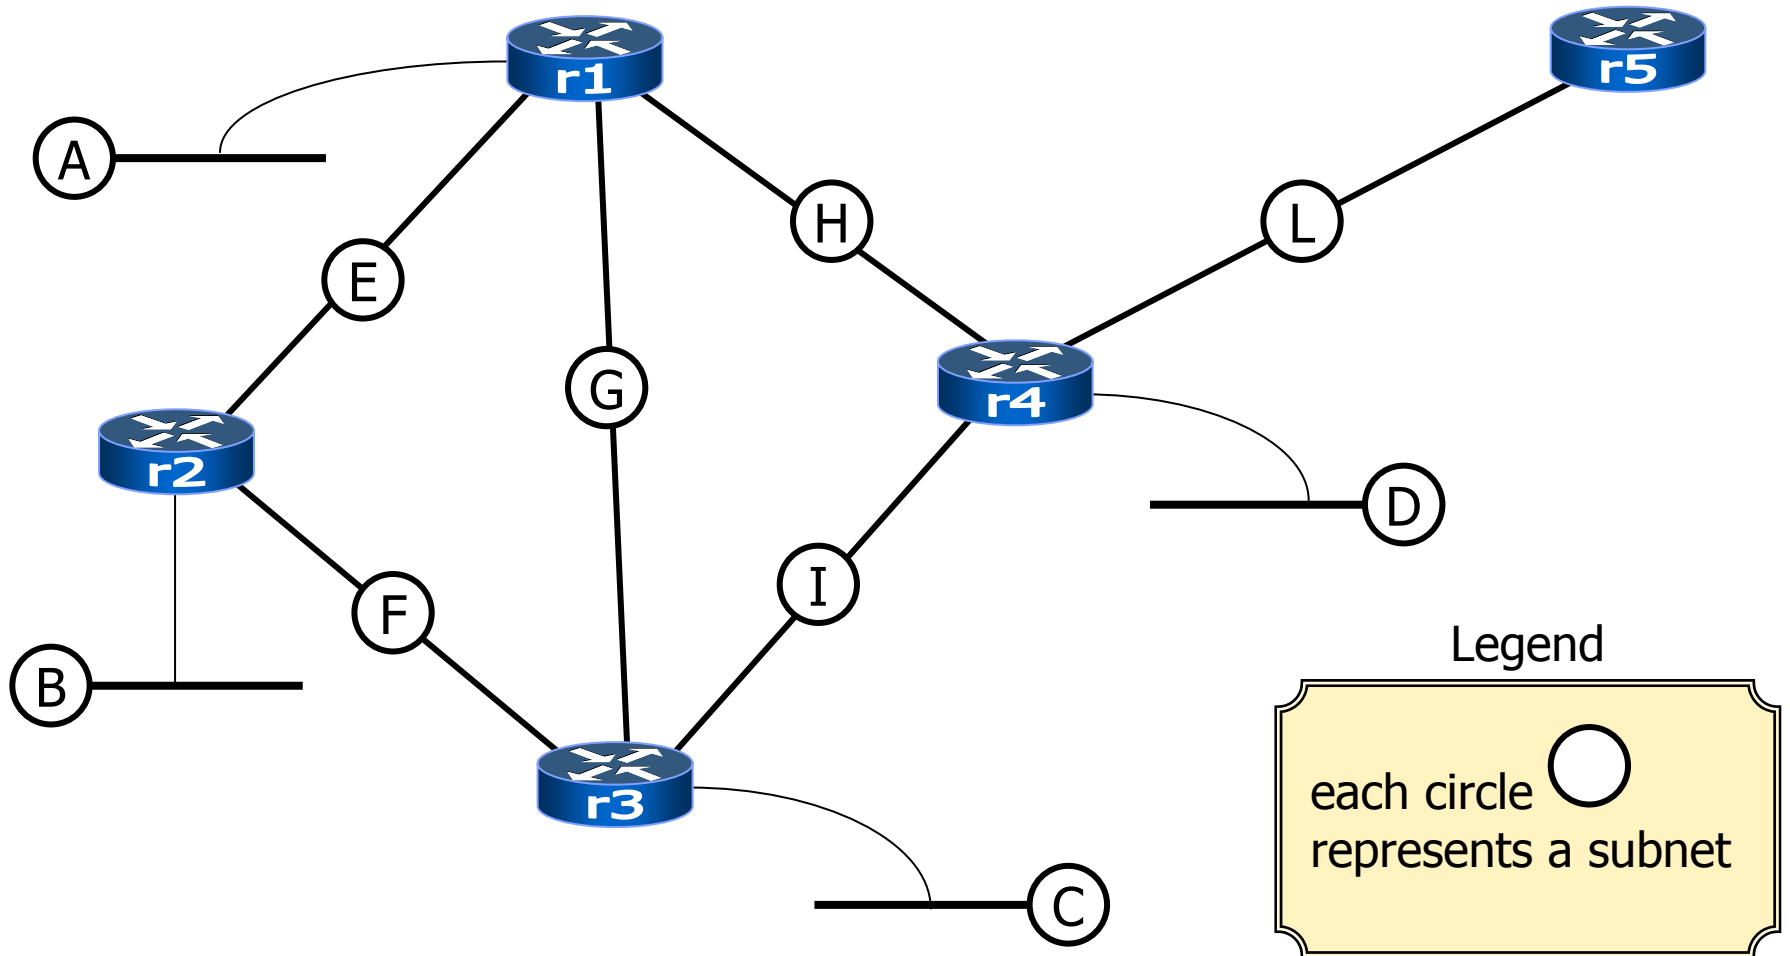 r1
r5
A
H
L
E
G
r4
r2
D
I
F
Legend
B
each circle
r3
represents a subnet
C